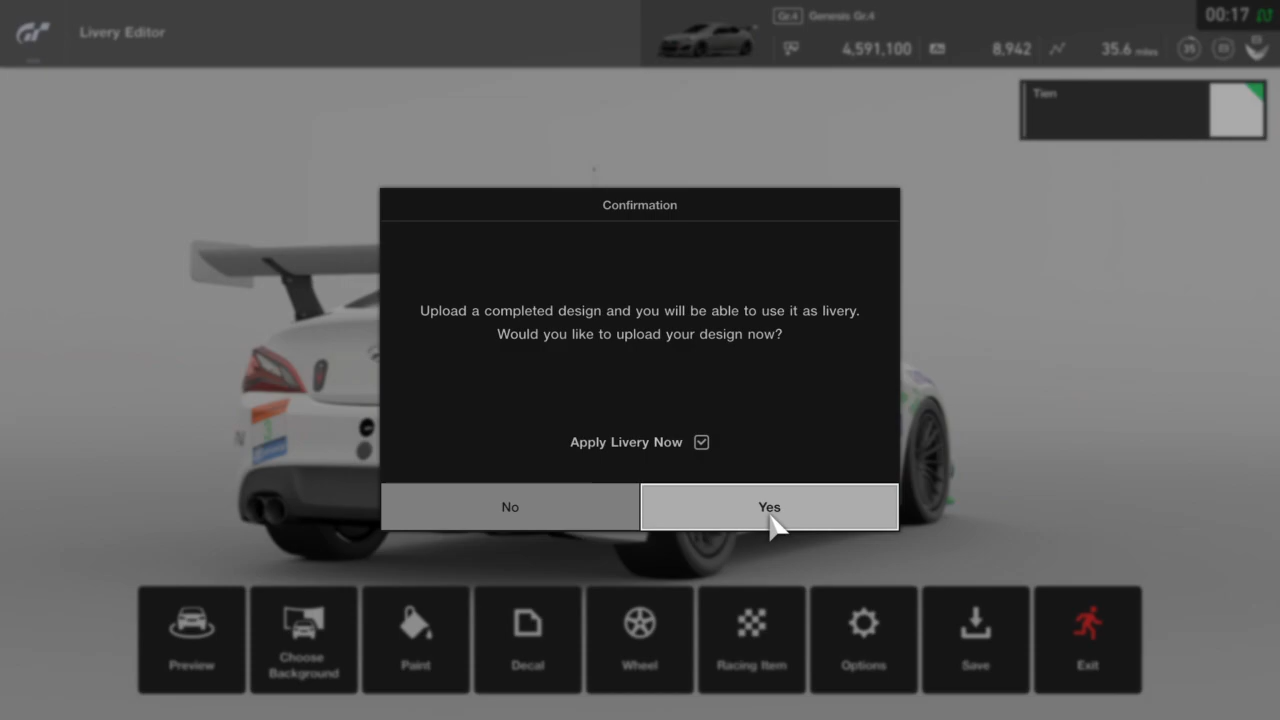 Livery Editor
Gr.4 Genesis Gr.4
00:17
4,591,100 8,942 35.6 miles 35
Tien
Confirmation
Upload a completed design and you will be able to use it as livery.
Would you like to upload your design now?
Apply Livery Now
No Yes
Preview
Choose
Background
Paint
Decal
Wheel
Racing Item
Options
Save
Exit